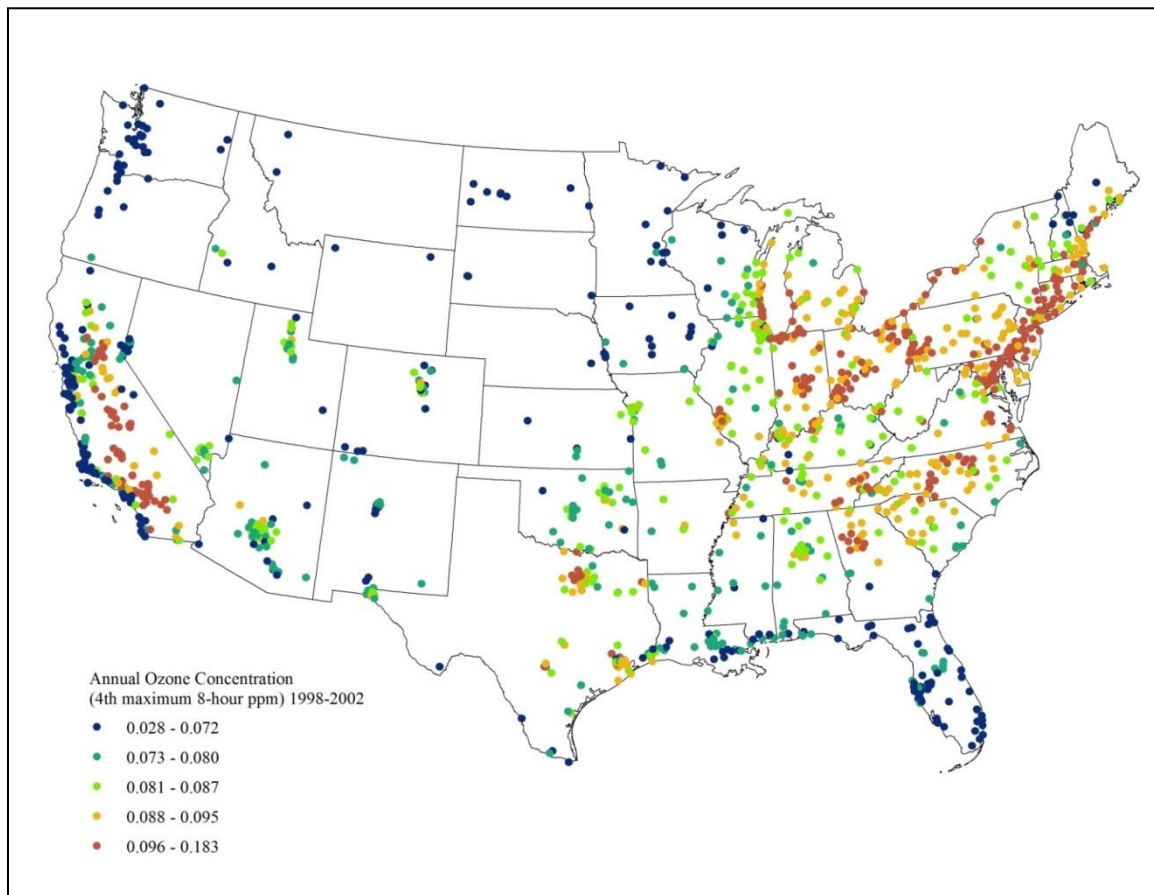 Annual Ozone Concentration
(4th maximum 8-hour ppm) 1998-2002
0.028 - 0.072
0.073 - 0.080
0.081 - 0.087
0.088 - 0.095
0.096 - 0.183